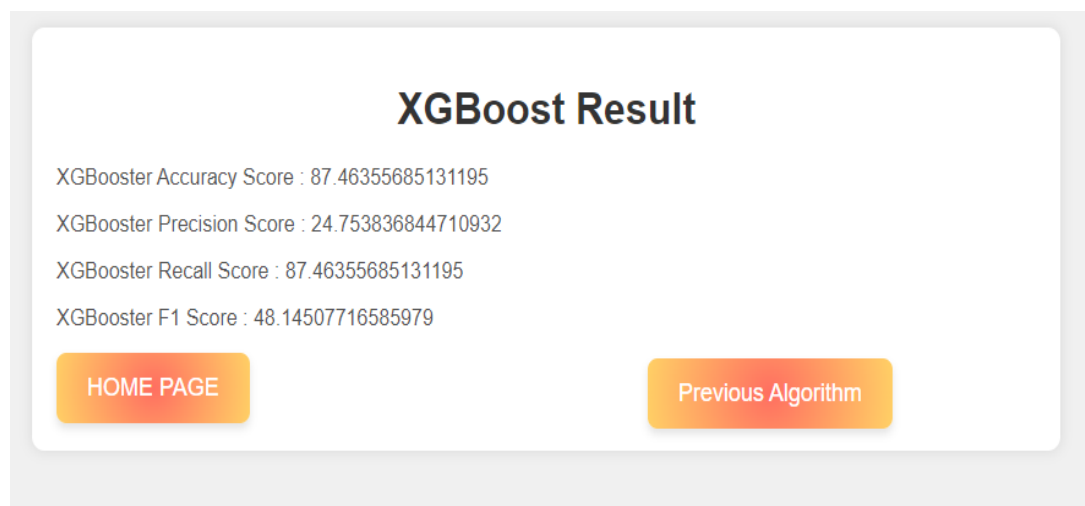 XGBoost Result
XGBooster Accuracy Score : 87.46355685131195
XGBooster Precision Score : 24.753836844710932
XGBooster Recall Score : 87.46355685131195
XGBooster F1 Score : 48.14507716585979
HOME PAGE
Previous Algorithm